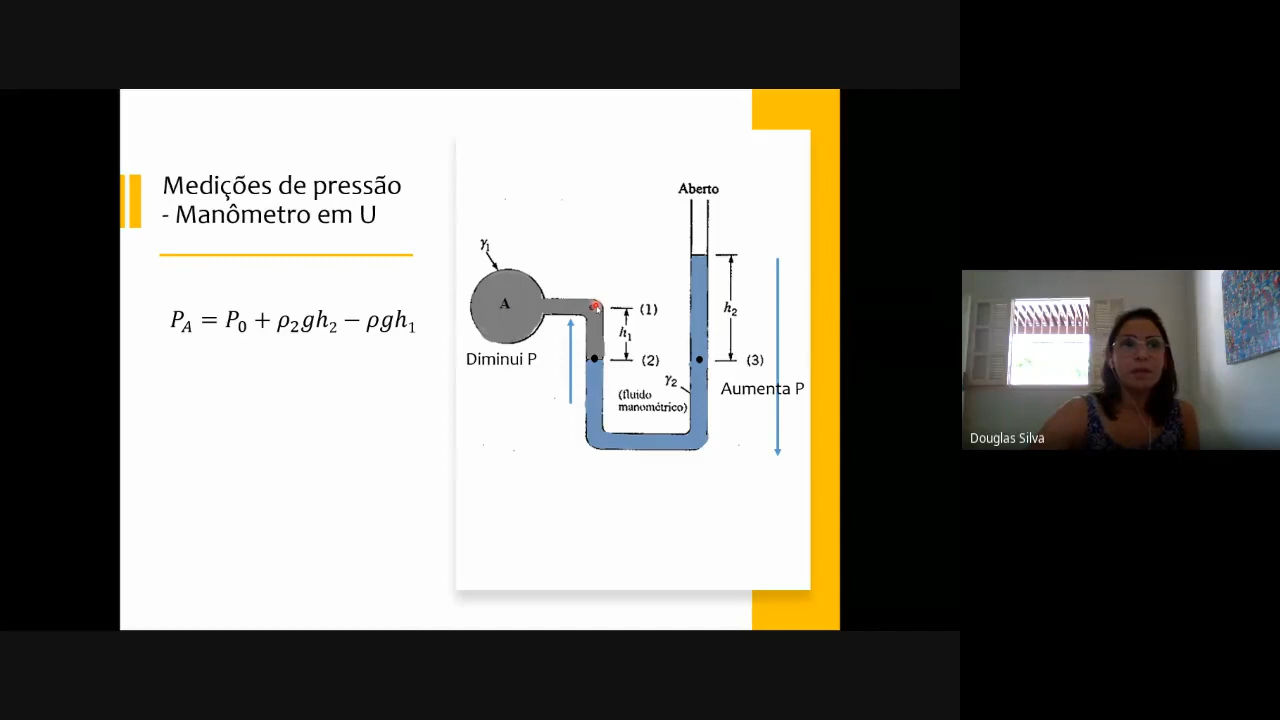 Medições de pressão
- Manômetro em U
P_A = P_0 + ρ_2gh_2 − ρgh_1
Aberto
γ_1
A
(1)
h_1
h_2
Diminui P
(2)
(3)
γ_2
Aumenta P
(fluido
manométrico)
Douglas Silva